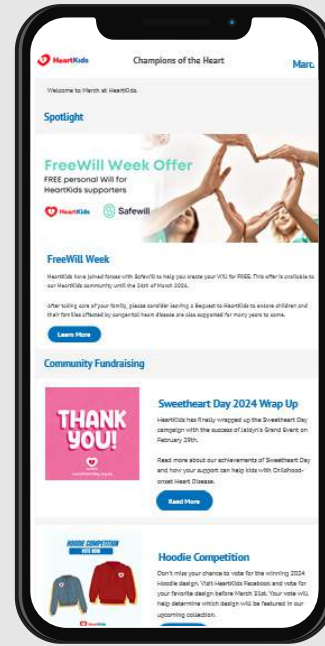 HeartKids
Champions of the Heart
Marc
Welcome to March at HeartKids.
Spotlight
FreeWill Week Offer
FREE personal Will for
HeartKids supporters
HeartKids
Safewill
FreeWill Week
HeartKids have joined forces with Safewill to help you create your Will for FREE. This offer is available to
our HeartKids community until the 24th of March 2024.
After taking care of your family, please consider leaving a Bequest to HeartKids to ensure children and
their families affected by congenital heart disease are also supported for many years to come.
Learn More
Community Fundraising
THANK
YOU!
Sweetheart Day 2024 Wrap Up
HeartKids has finally wrapped up the Sweetheart Day
campaign with the success of Jaidyn's Grand Event on
February 29th.
Read more about our achievements of Sweetheart Day
and how your support can help kids with Childhood-
onset Heart Disease.
Read More
HOODIE COMPETITION
VOTE NOW
HeartKids
Hoodie Competition
Don't miss your chance to vote for the winning 2024
Hoodie design. Visit HeartKids Facebook and vote for
your favorite design before March 31st. Your vote will
help determine which design will be featured in our
upcoming collection.